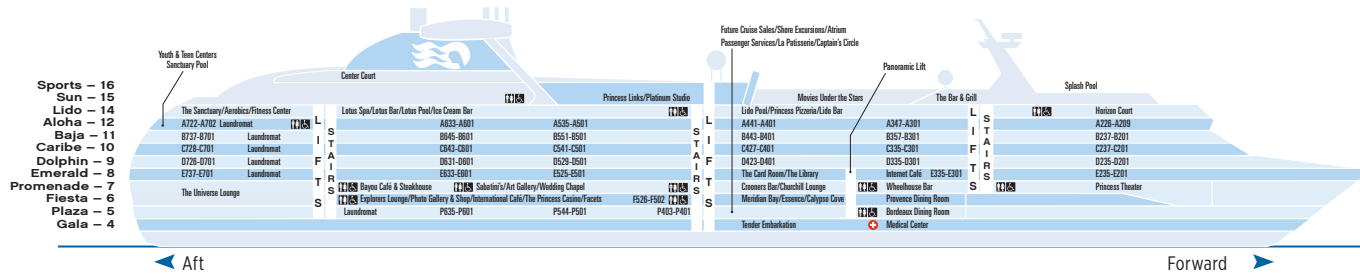 Future Cruise Sales/Shore Excursions/Atrium
Passenger Services/La Patisserie/Captain's Circle
Youth & Teen Centers
Sanctuary Pool
Panoramic Lift
Center Court
Splash Pool
Sports – 16
Sun – 15
Princess Links/Platinum Studio
Movies Under the Stars
The Bar & Grill
Lido – 14
The Sanctuary/Aerobics/Fitness Center
Lotus Spa/Lotus Bar/Lotus Pool/Ice Cream Bar
Lido Pool/Princess Pizzeria/Lido Bar
Horizon Court
Aloha – 12
A722-A702 Laundromat
A633-A601
A535-A501
A441-A401
A347-A301
A226-A209
Baja – 11
B737-B701
Laundromat
B645-B601
B551-B501
B443-B401
B357-B301
B237-B201
Caribe – 10
C728-C701
Laundromat
C643-C601
C541-C501
C427-C401
C335-C301
C237-C201
Dolphin – 9
D726-D701
Laundromat
D631-D601
D529-D501
D423-D401
D335-D301
D235-D201
Emerald – 8
E737-E701
Laundromat
E633-E601
E525-E501
The Card Room/The Library
Internet Café E335-E301
E235-E201
Promenade – 7
The Universe Lounge
Bayou Café & Steakhouse
Sabatini's/Art Gallery/Wedding Chapel
Crooners Bar/Churchill Lounge
Wheelhouse Bar
Princess Theater
Fiesta – 6
Explorers Lounge/Photo Gallery & Shop/International Café/The Princess Casino/Facets
F526-F502
Meridian Bay/Essence/Calypso Cove
Provence Dining Room
Plaza – 5
Laundromat
P635-P601
P544-P501
P403-P401
Bordeaux Dining Room
Gala – 4
Tender Embarkation
Medical Center
LIFTS
STAIRS
STAIRS
LIFTS
LIFTS
STAIRS
Aft
Forward